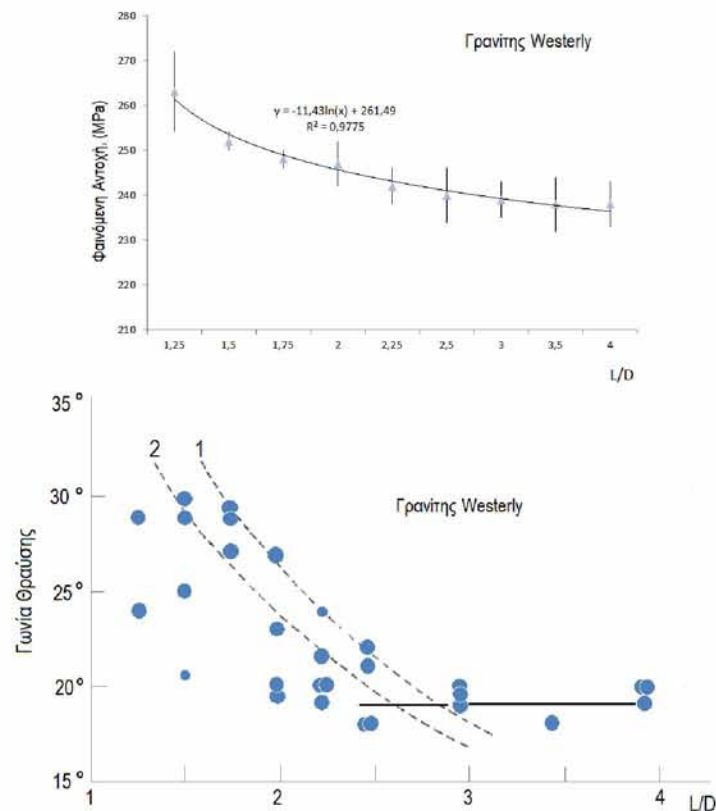 Γρανίτης Westerly
280
270
260
250
240
230
220
210
Φαινόμενη Αντοχή, (MPa)
y = -11,43ln(x) + 261,49
R² = 0,9775
1,25 1,5 1,75 2 2,25 2,5 3 3,5 4
L/D
35°
30°
25°
20°
15°
Γωνία Θραύσης
2 1
Γρανίτης Westerly
1 2 3 4 L/D